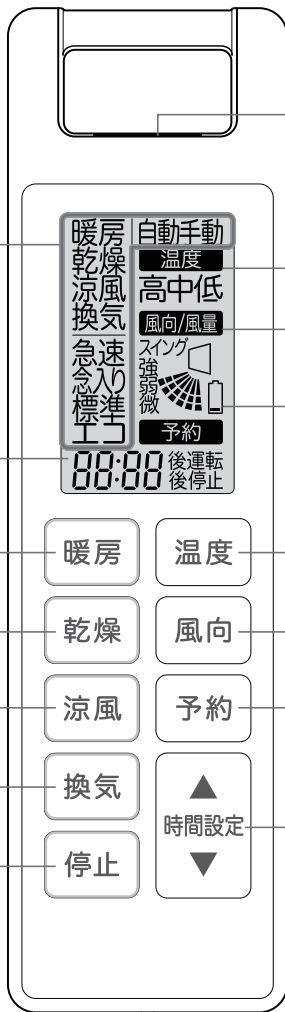 暖房 自動手動
乾燥 温度
涼風 高中低
換気 風向/風量
急速 スイング
念入り 強
標準 弱
エコ 微
予約
88:88 後運転
後停止
暖房 温度
乾燥 風向
涼風 予約
換気 ▲
時間設定
停止 ▼